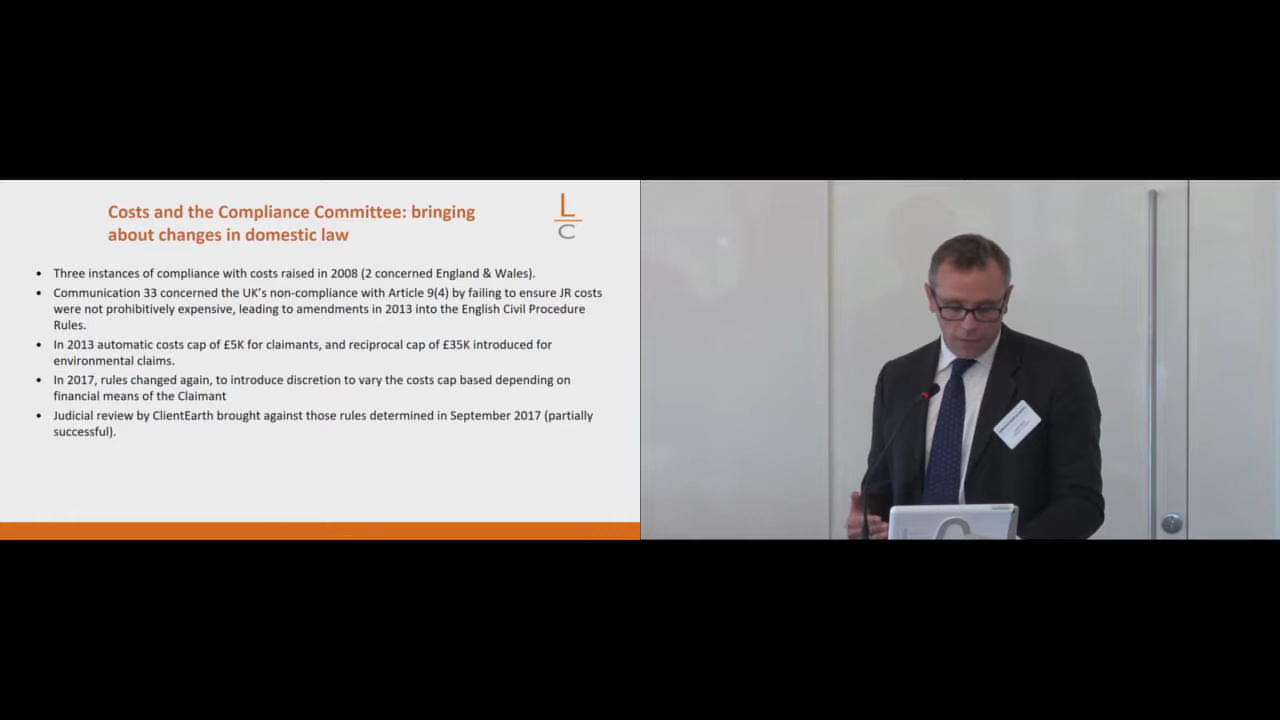 Costs and the Compliance Committee: bringing
about changes in domestic law
L
C
• Three instances of compliance with costs raised in 2008 (2 concerned England & Wales).
• Communication 33 concerned the UK's non-compliance with Article 9(4) by failing to ensure JR costs
were not prohibitively expensive, leading to amendments in 2013 into the English Civil Procedure
Rules.
• In 2013 automatic costs cap of £5K for claimants, and reciprocal cap of £35K introduced for
environmental claims.
• In 2017, rules changed again, to introduce discretion to vary the costs cap based depending on
financial means of the Claimant
• Judicial review by ClientEarth brought against those rules determined in September 2017 (partially
successful).